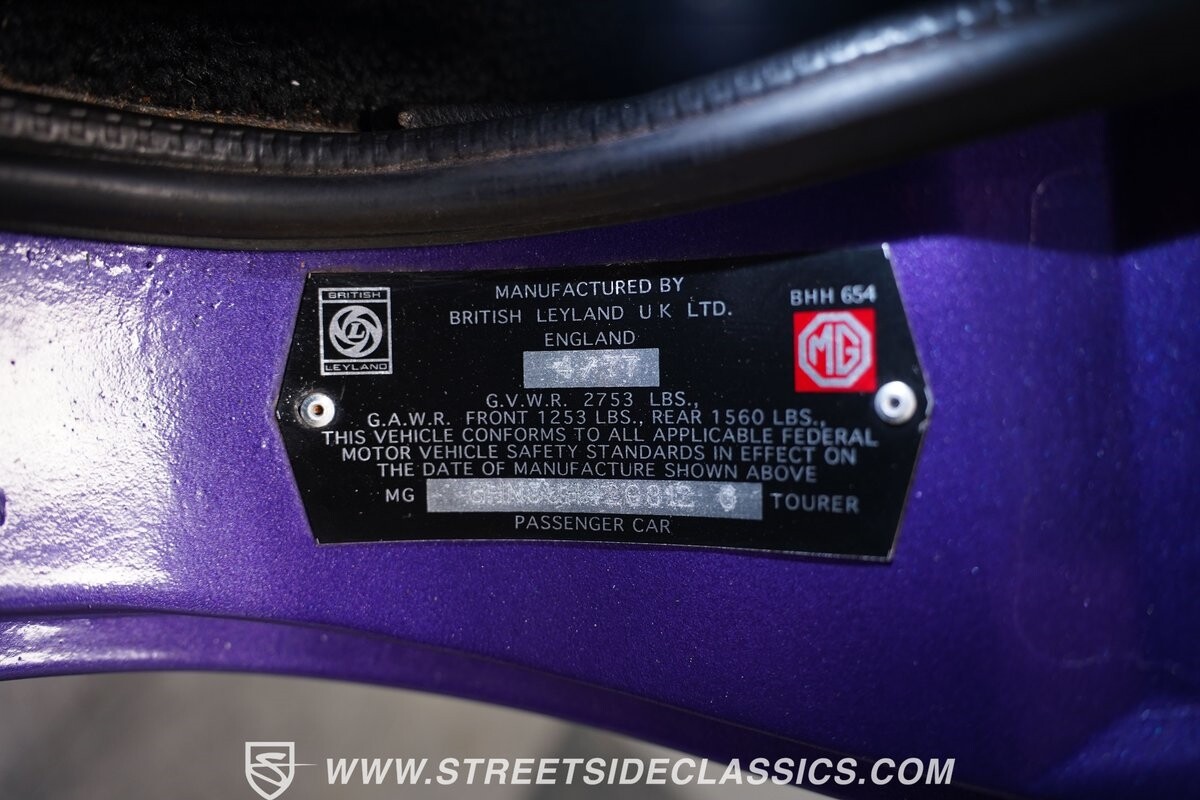 BRITISH
LEYLAND
MANUFACTURED BY
BRITISH LEYLAND U K LTD.
ENGLAND
BHH 654
MG
G.V.W.R. 2753 LBS.,
G.A.W.R. FRONT 1253 LBS., REAR 1560 LBS.,
THIS VEHICLE CONFORMS TO ALL APPLICABLE FEDERAL
MOTOR VEHICLE SAFETY STANDARDS IN EFFECT ON
THE DATE OF MANUFACTURE SHOWN ABOVE
MG TOURER
PASSENGER CAR
WWW.STREETSIDECLASSICS.COM